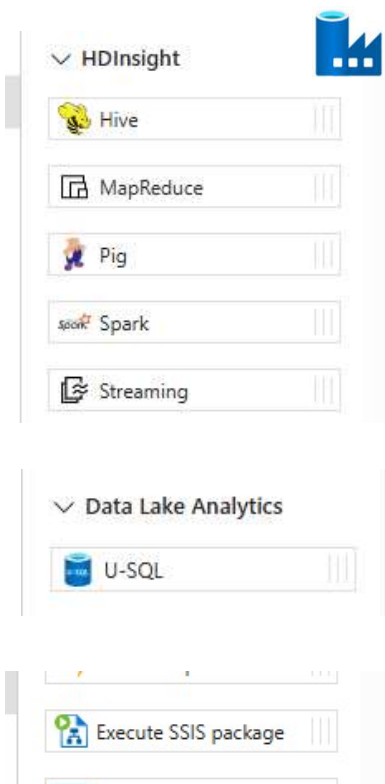 HDInsight
Hive
MapReduce
Pig
Spark Spark
Streaming
Data Lake Analytics
U-SQL
Execute SSIS package